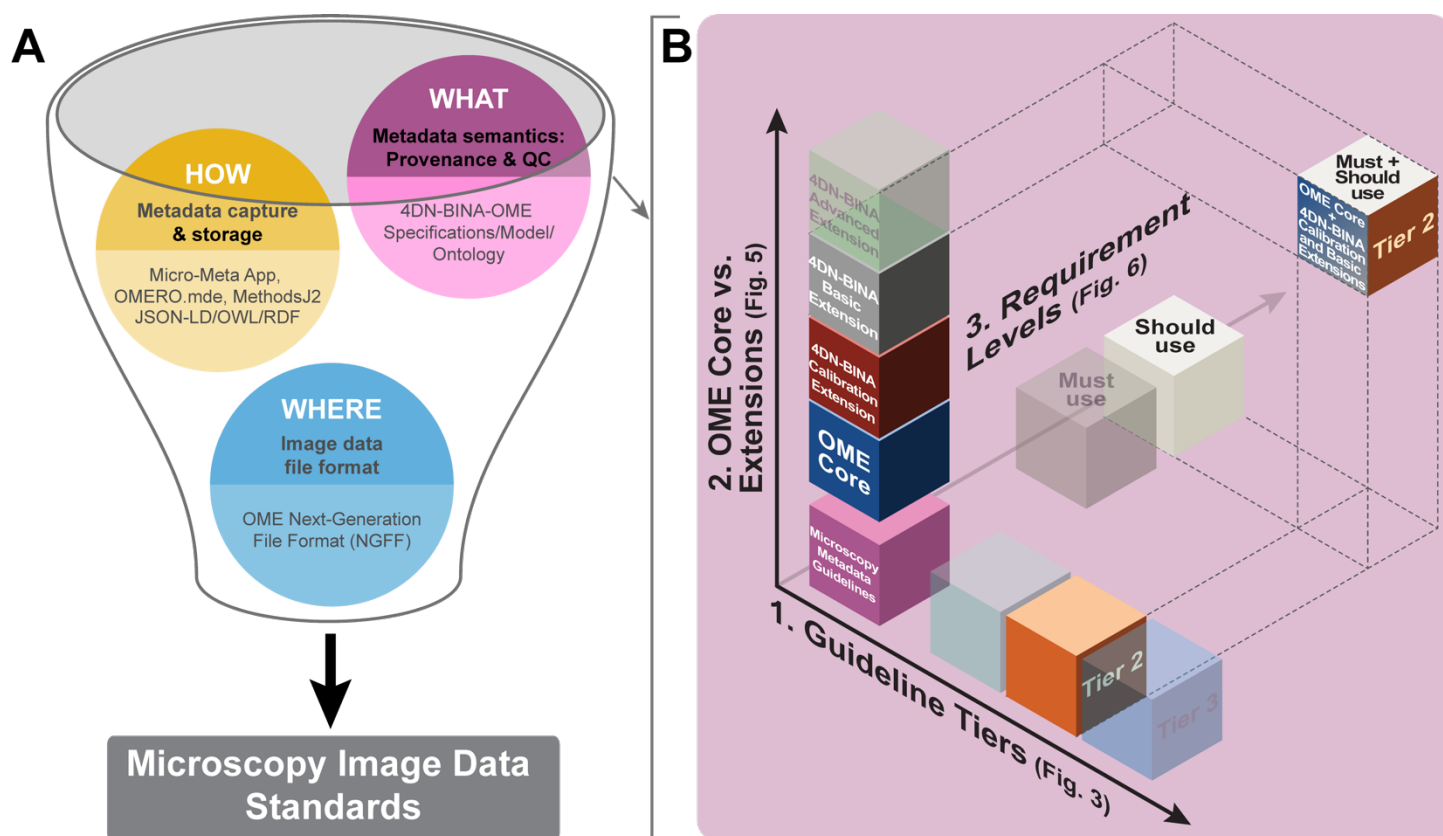 A
WHAT
Metadata semantics:
Provenance & QC
4DN-BINA-OME
Specifications/Model/
Ontology
HOW
Metadata capture
& storage
Micro-Meta App,
OMERO.mde, MethodsJ2
JSON-LD/OWL/RDF
WHERE
Image data
file format
OME Next-Generation
File Format (NGFF)
Microscopy Image Data
Standards
B
2. OME Core vs.
Extensions (Fig. 5)
4DN-BINA
Advanced
Extension
4DN-BINA
Basic
Extension
4DN-BINA
Calibration
Extension
OME
Core
Microscopy
Metadata
Guidelines
3. Requirement
Levels (Fig. 6)
Must
use
Should
use
Must +
Should
use
OME Core
+
4DN-BINA
Calibration
and Basic
Extensions
Tier 2
1. Guideline Tiers (Fig. 3)
Tier 2
Tier 3